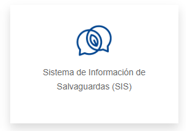 Sistema de Información de
Salvaguardas (SIS)